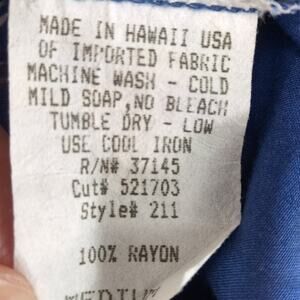 MADE IN HAWAII USA
OF IMPORTED FABRIC
MACHINE WASH - COLD
MILD SOAP, NO BLEACH
TUMBLE DRY - LOW
USE COOL IRON
R/N# 37145
Cut# 521703
Style# 211
100% RAYON
MEDIUM